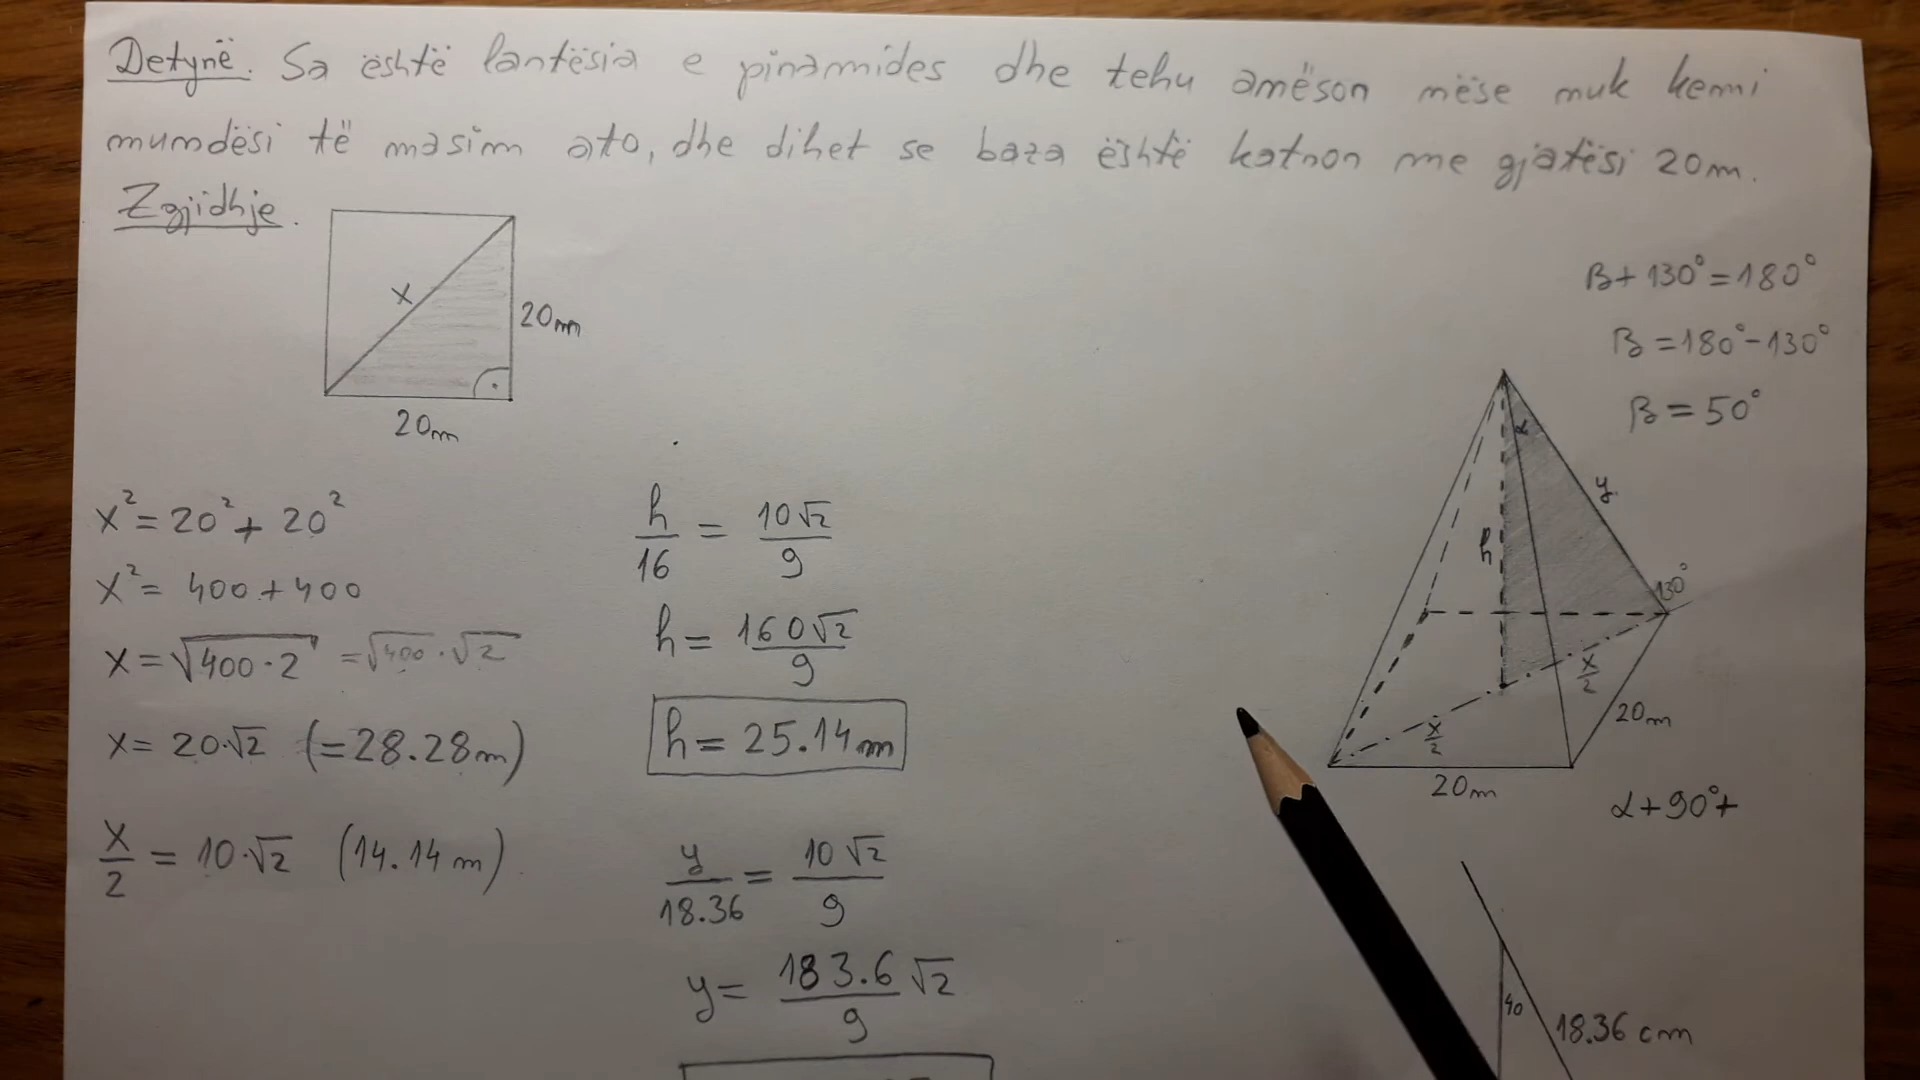 Detynë. Sa është lartësia e piramides dhe tehu anëson nëse nuk kemi
mundësi të masim ato, dhe dihet se baza është katror me gjatësi 20m.
Zgjidhje.
x
20m
20m
x² = 20² + 20²
x² = 400 + 400
x = √400·2 = √400 · √2
x = 20·√2 (= 28.28m)
x/2 = 10·√2 (14.14m)
h/16 = 10√2/9
h = 160√2/9
h = 25.14m
y/18.36 = 10√2/9
y = 183.6/9 √2
β + 130° = 180°
β = 180° - 130°
β = 50°
α
y
h
130°
x/2
x/2
20m
20m
α + 90° +
40
18.36 cm